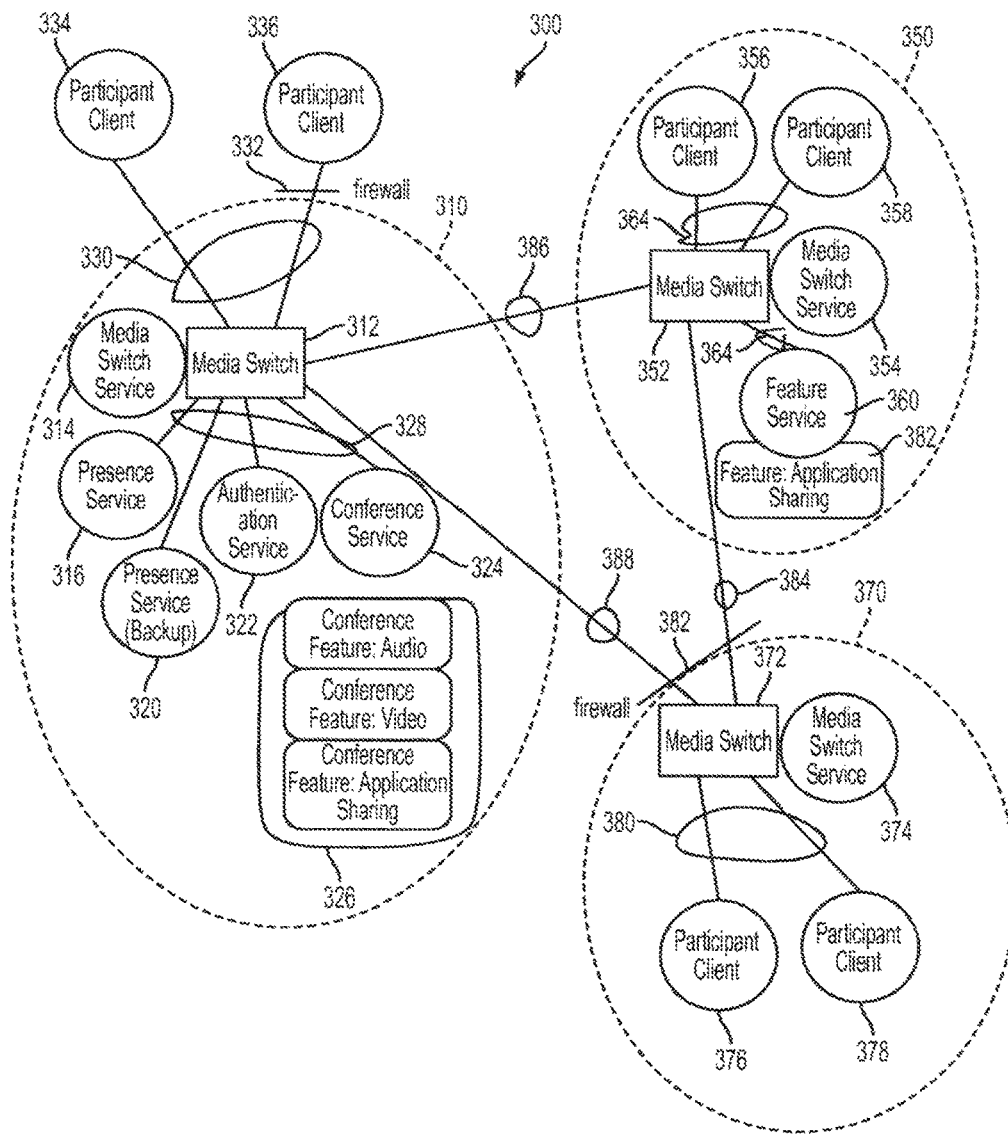 334
336
300
350
Participant
Client
Participant
Client
332
firewall
310
330
356
Participant
Client
Participant
Client
358
364
Media Switch
Media
Switch
Service
352
364
354
386
312
Media
Switch
Service
Media Switch
314
328
Feature
Service
360
382
Feature: Application
Sharing
Presence
Service
316
Authentic-
ation
Service
Conference
Service
324
322
Presence
Service
(Backup)
320
388
384
370
382
372
firewall
Conference
Feature: Audio
Conference
Feature: Video
Conference
Feature: Application
Sharing
326
Media Switch
Media
Switch
Service
374
380
Participant
Client
Participant
Client
376
378